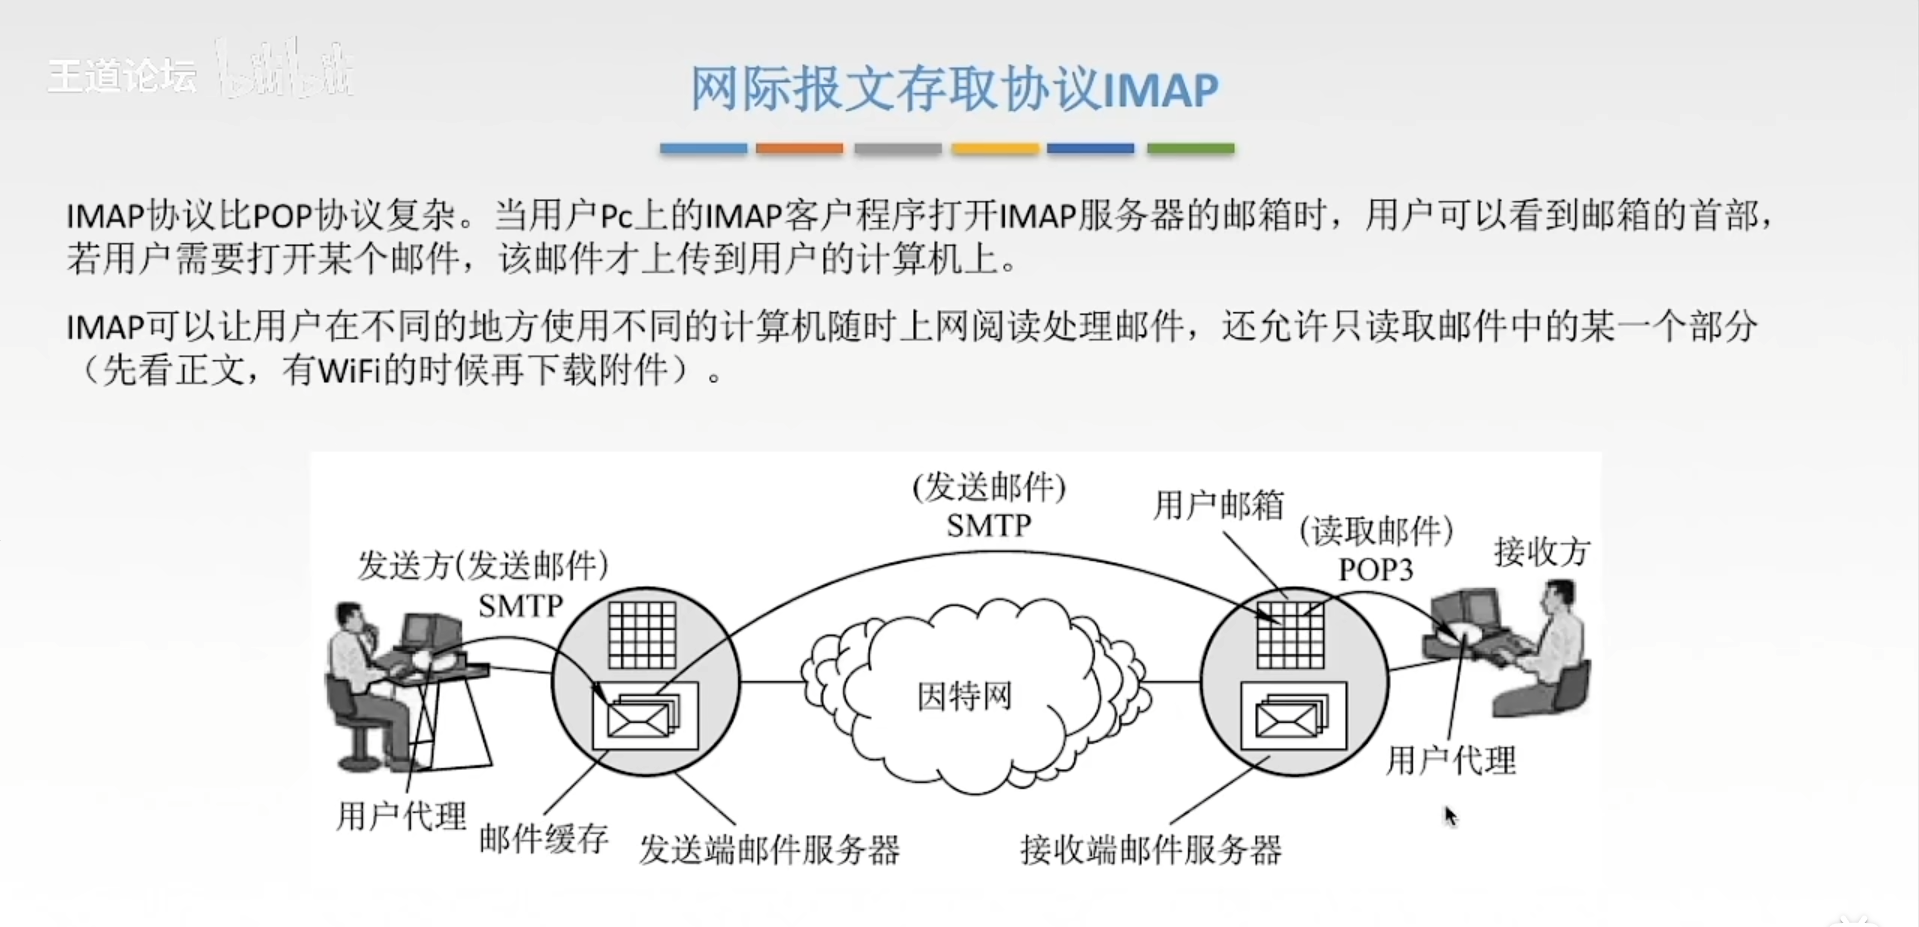 王道论坛 bilibili
网际报文存取协议IMAP
IMAP协议比POP协议复杂。当用户Pc上的IMAP客户程序打开IMAP服务器的邮箱时，用户可以看到邮箱的首部，
若用户需要打开某个邮件，该邮件才上传到用户的计算机上。
IMAP可以让用户在不同的地方使用不同的计算机随时上网阅读处理邮件，还允许只读取邮件中的某一个部分
（先看正文，有WiFi的时候再下载附件）。
(发送邮件)
SMTP
用户邮箱
(读取邮件)
POP3
接收方
发送方(发送邮件)
SMTP
因特网
用户代理
用户代理
邮件缓存
发送端邮件服务器
接收端邮件服务器